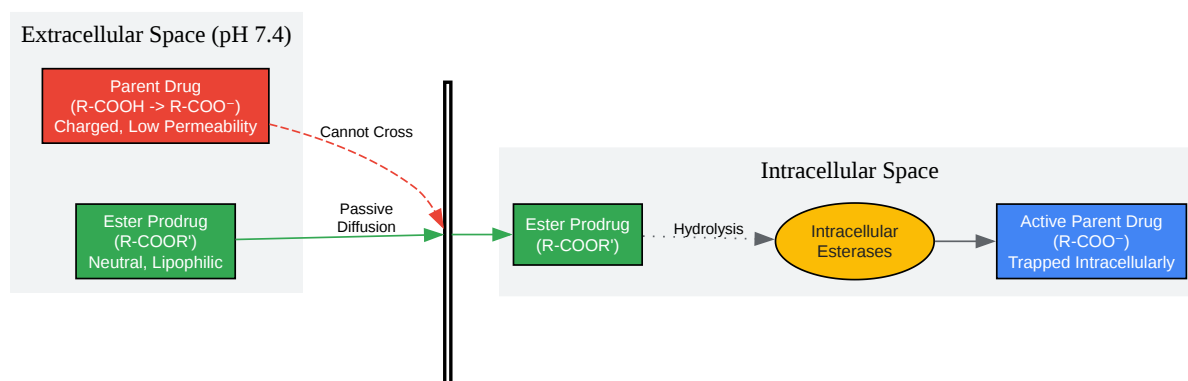 Extracellular Space (pH 7.4)
Parent Drug
(R-COOH -> R-COO⁻)
Charged, Low Permeability
Cannot Cross
Ester Prodrug
(R-COOR')
Neutral, Lipophilic
Passive
Diffusion
Intracellular Space
Ester Prodrug
(R-COOR')
Hydrolysis
Intracellular
Esterases
Active Parent Drug
(R-COO⁻)
Trapped Intracellularly